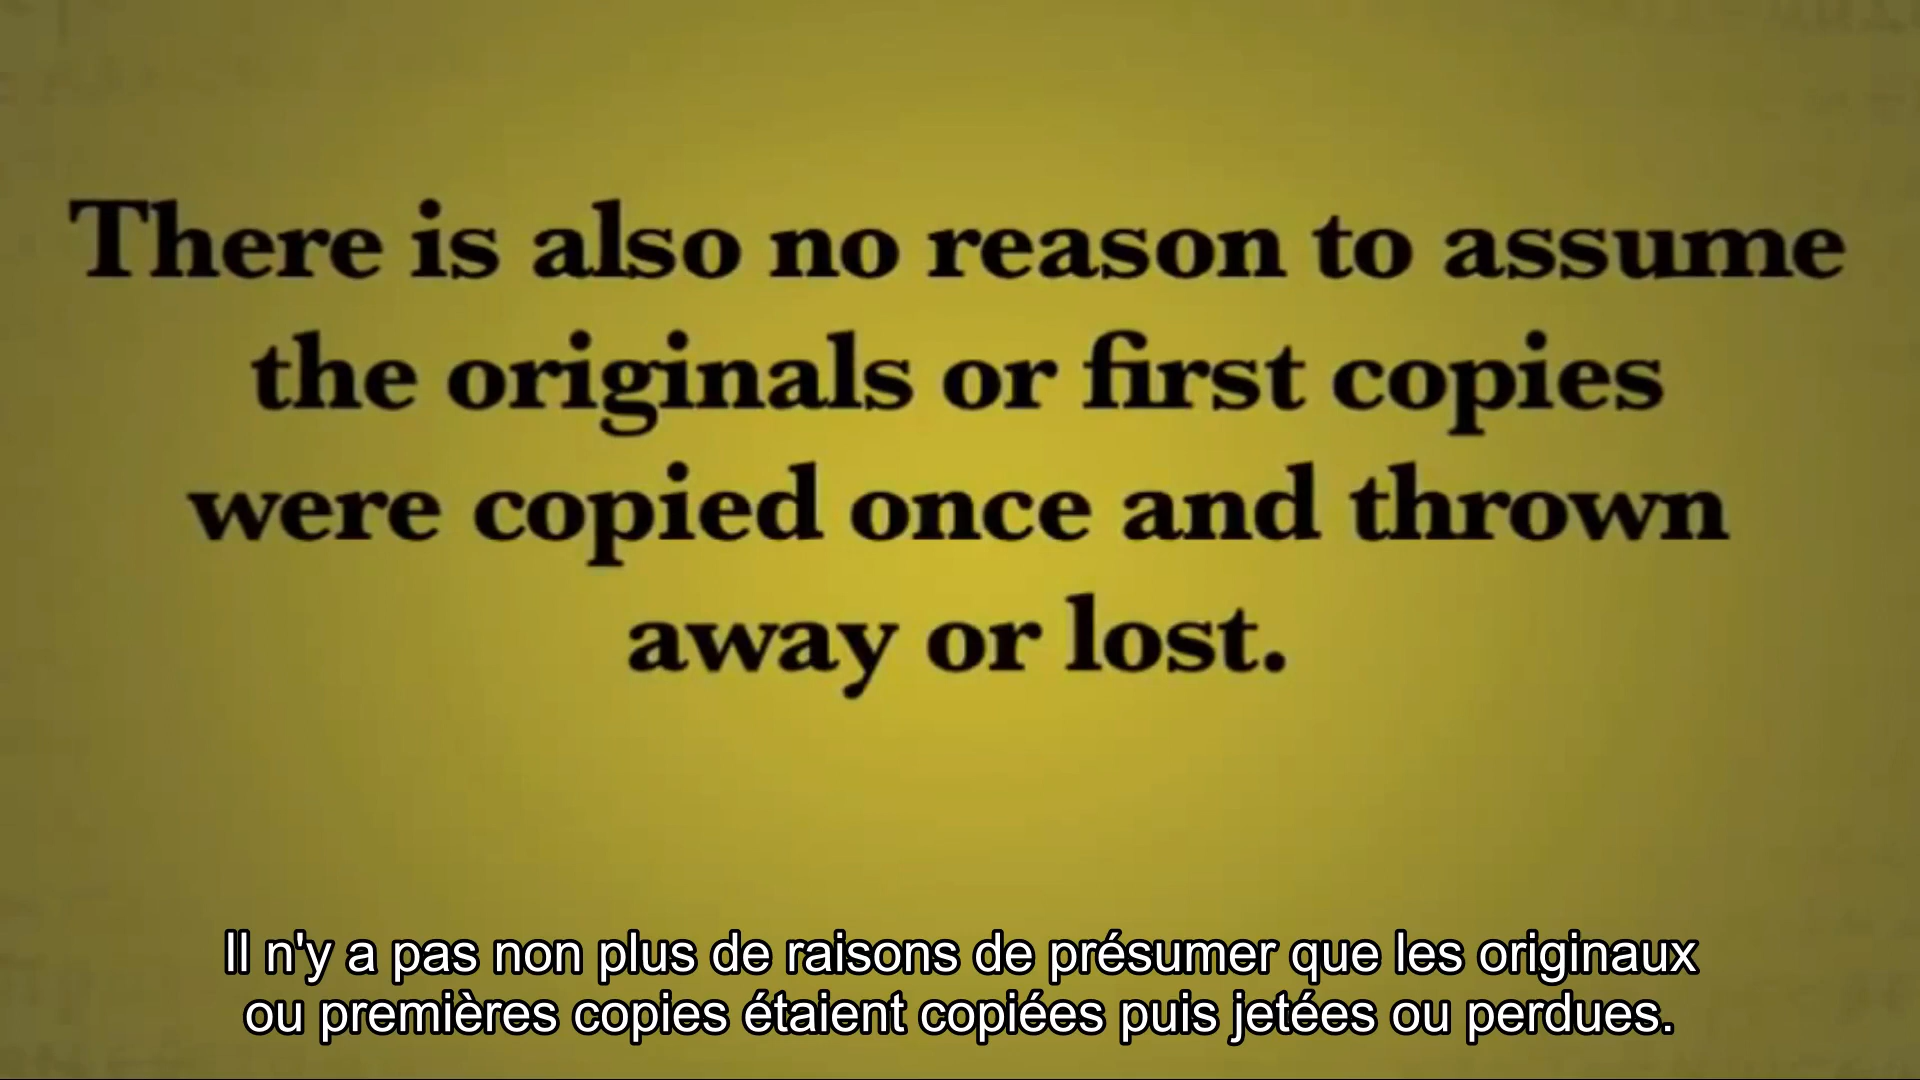 There is also no reason to assume
the originals or first copies
were copied once and thrown
away or lost.
Il n'y a pas non plus de raisons de présumer que les originaux
ou premières copies étaient copiées puis jetées ou perdues.